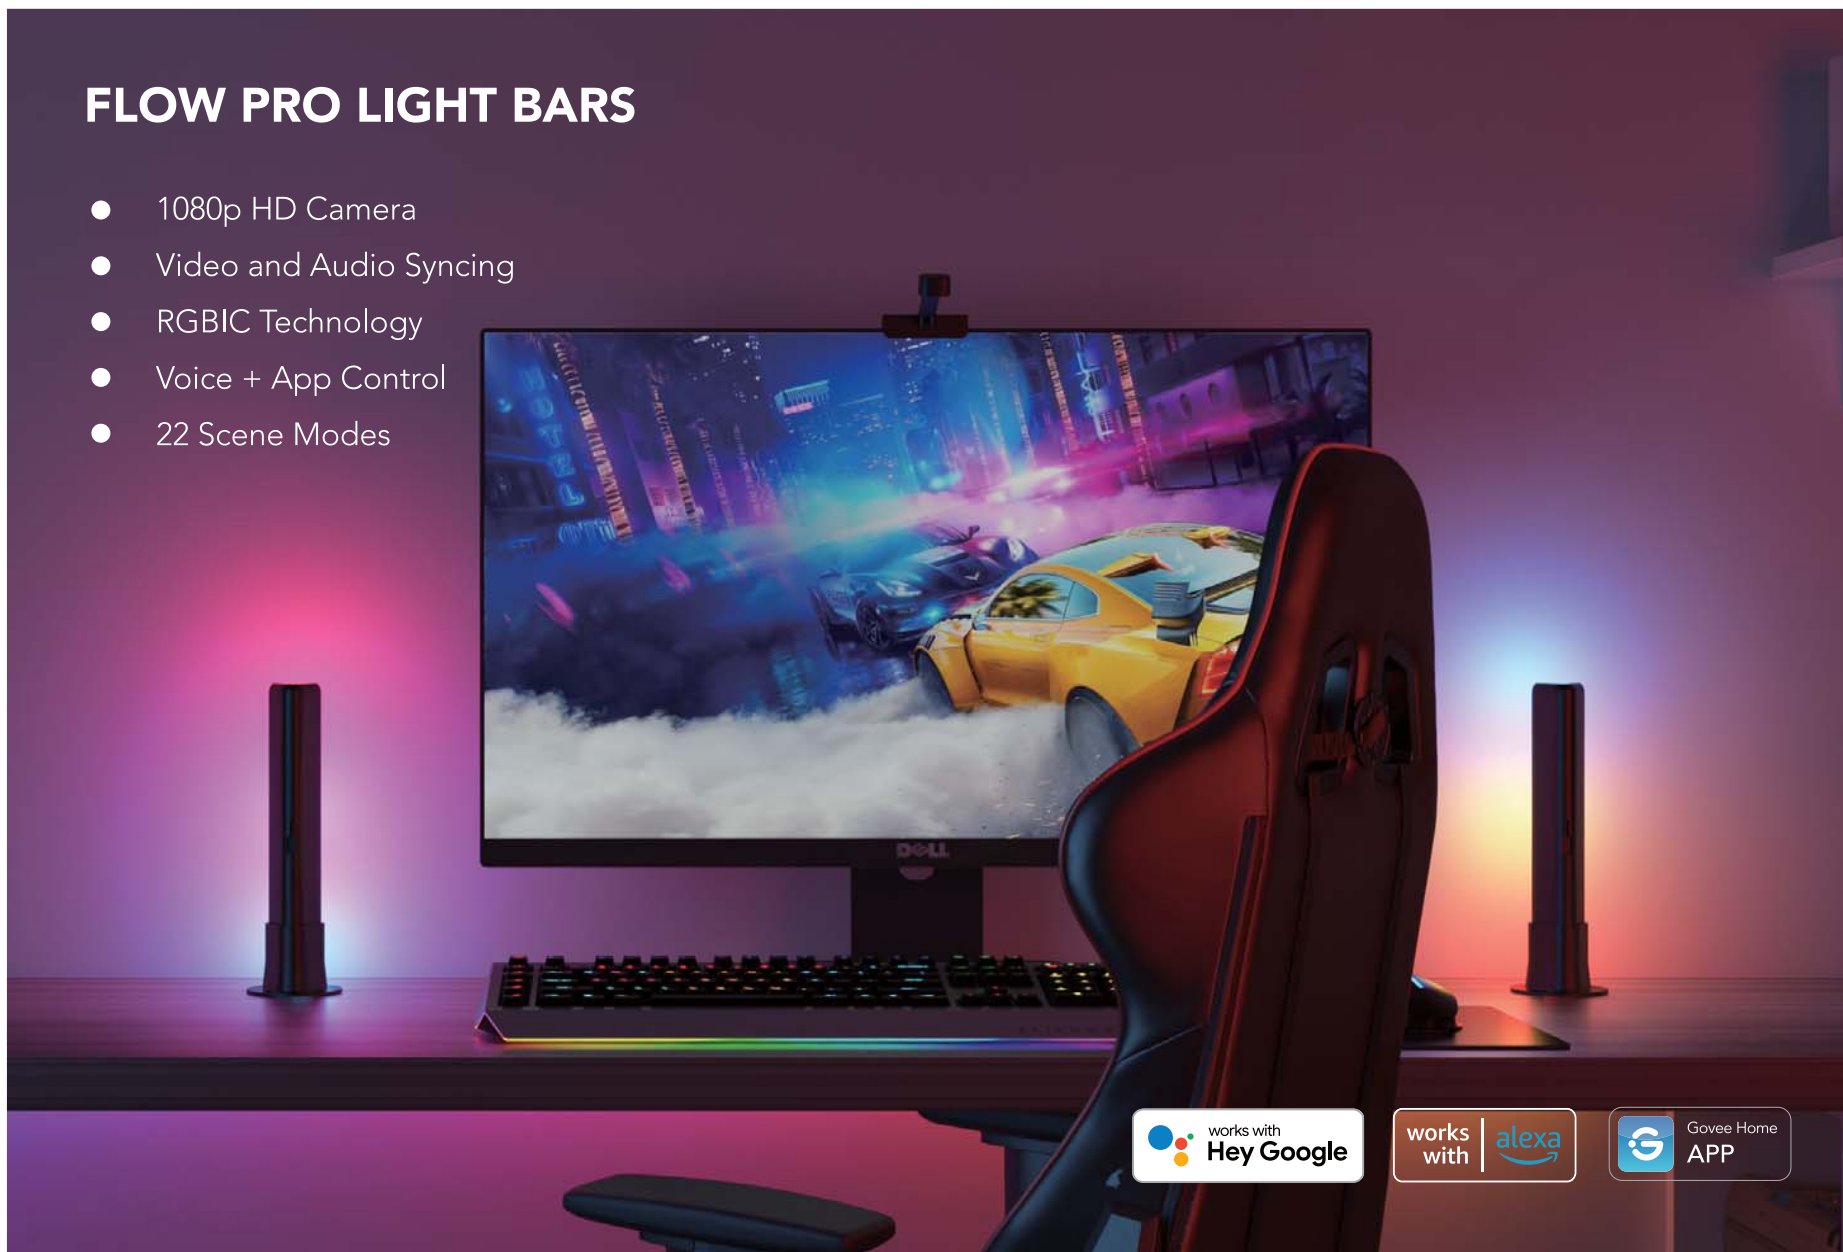 FLOW PRO LIGHT BARS
● 1080p HD Camera
● Video and Audio Syncing
● RGBIC Technology
● Voice + App Control
● 22 Scene Modes
DELL
works with
Hey Google
works
with
alexa
G
Govee Home
APP